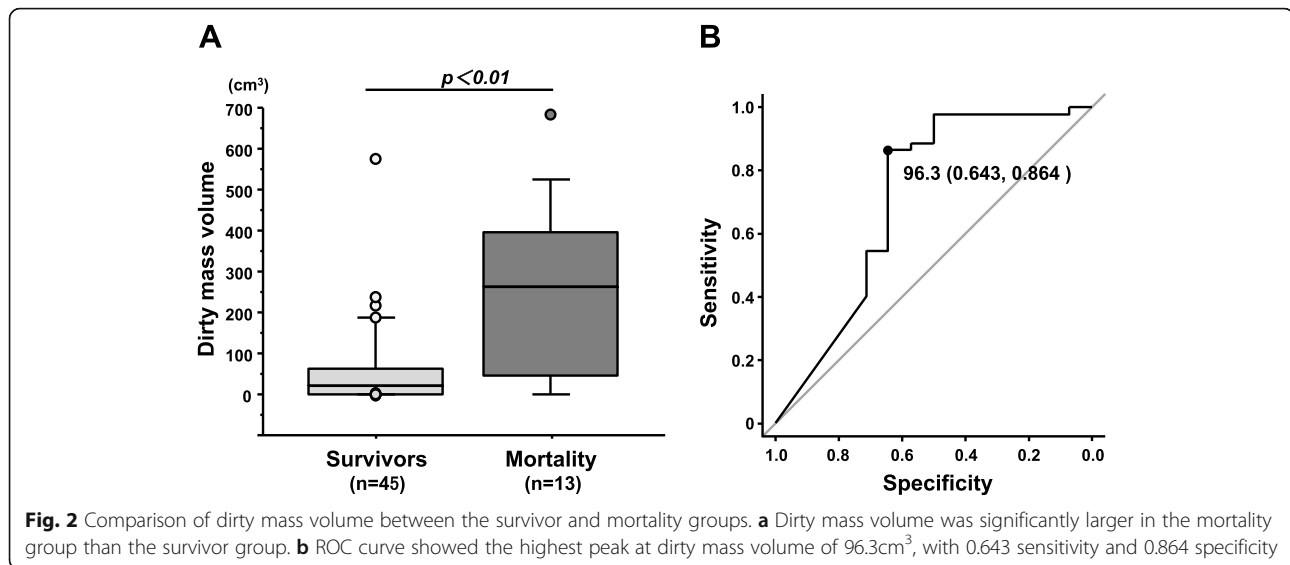 A
(cm³)
p＜0.01
700
600
500
400
300
200
100
0
Dirty mass volume
Survivors
(n=45)
Mortality
(n=13)
B
1.0
0.8
0.6
0.4
0.2
0
Sensitivity
96.3 (0.643, 0.864 )
1.0 0.8 0.6 0.4 0.2 0.0
Specificity
Fig. 2 Comparison of dirty mass volume between the survivor and mortality groups. a Dirty mass volume was significantly larger in the mortality
group than the survivor group. b ROC curve showed the highest peak at dirty mass volume of 96.3cm³, with 0.643 sensitivity and 0.864 specificity